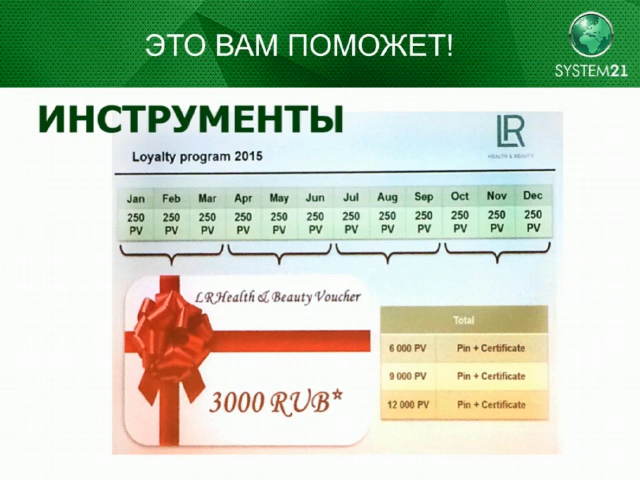 ЭТО ВАМ ПОМОЖЕТ!
SYSTEM21
ИНСТРУМЕНТЫ
LR
HEALTH & BEAUTY
Loyalty program 2015
Jan Feb Mar Apr May Jun Jul Aug Sep Oct Nov Dec
250 250 250 250 250 250 250 250 250 250 250 250
PV PV PV PV PV PV PV PV PV PV PV PV
LR Health & Beauty Voucher
3000 RUB*
Total
6 000 PV Pin + Certificate
9 000 PV Pin + Certificate
12 000 PV Pin + Certificate